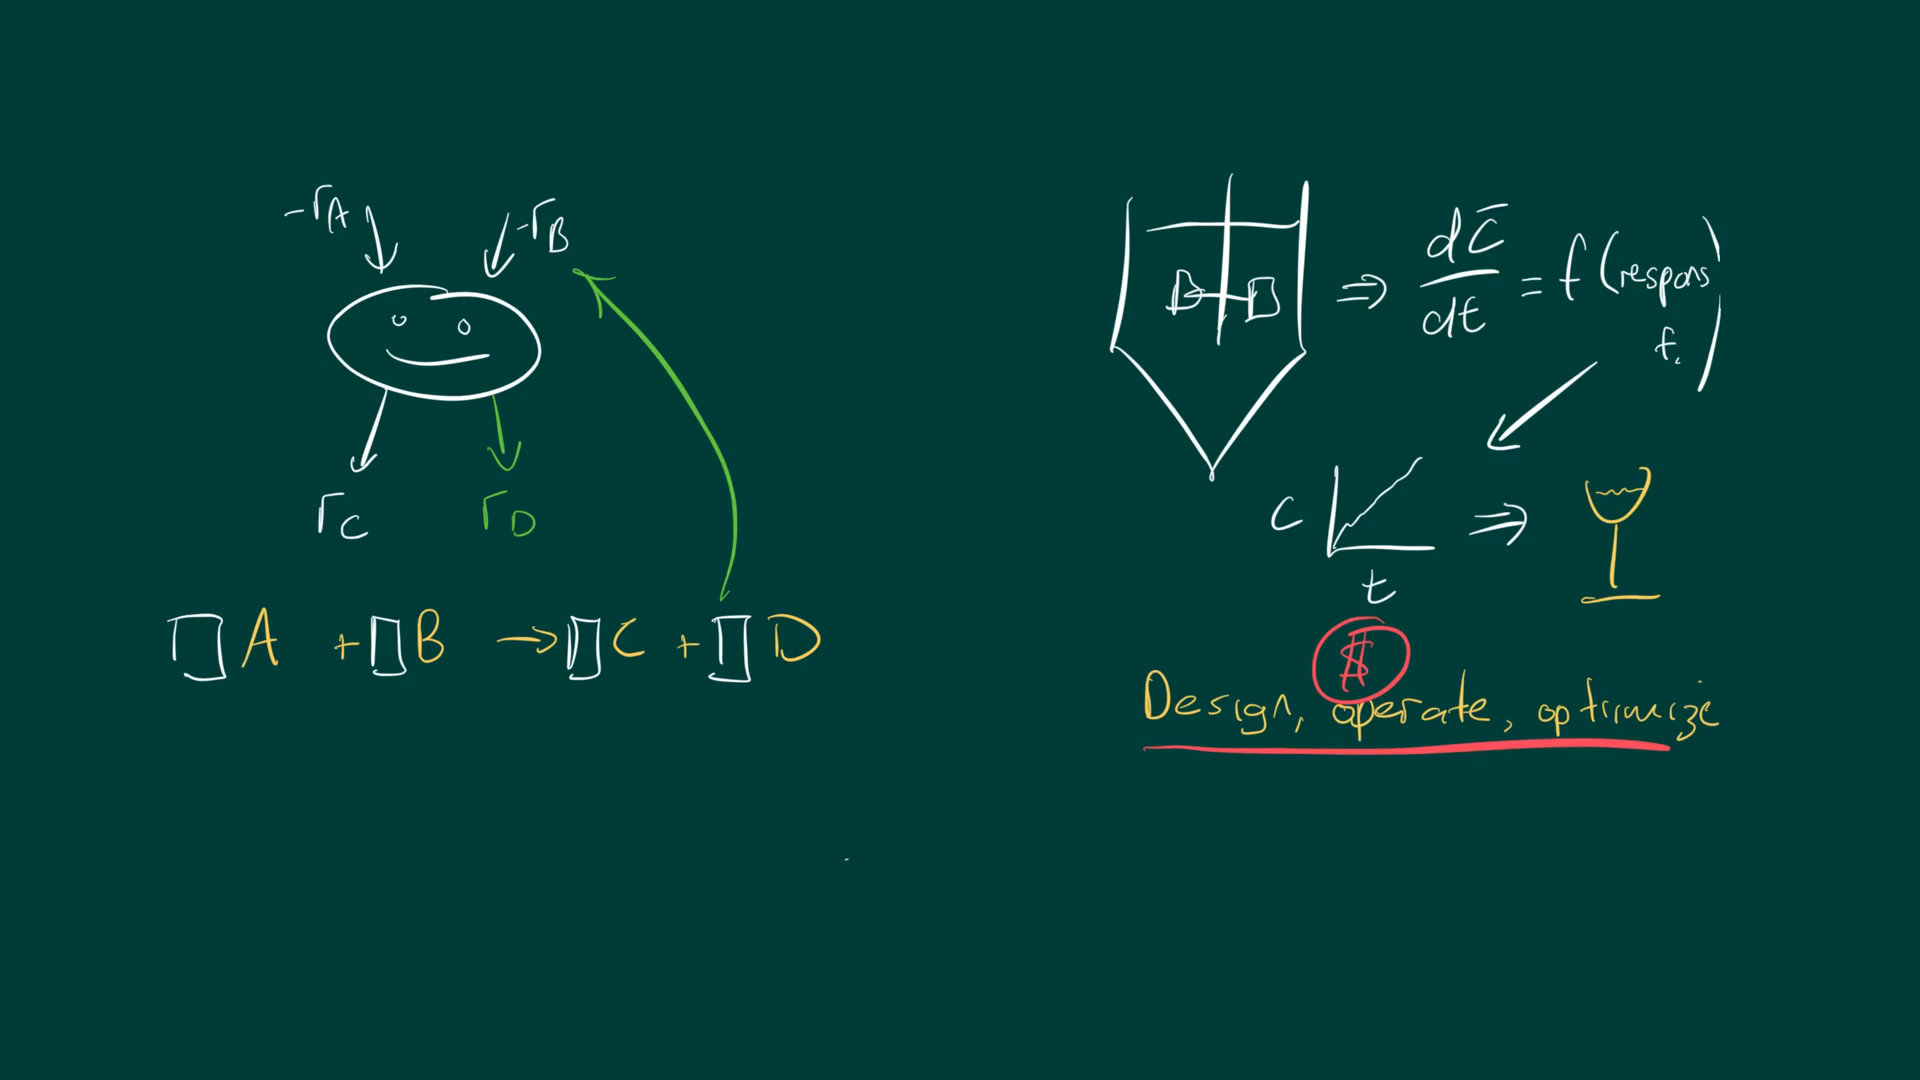 -rA
-rB
rC
rD
□A + □B → □C + □D
⇒ dc̄/dt = f(respons f.)
C
t
⇒
$
Design, operate, optimize